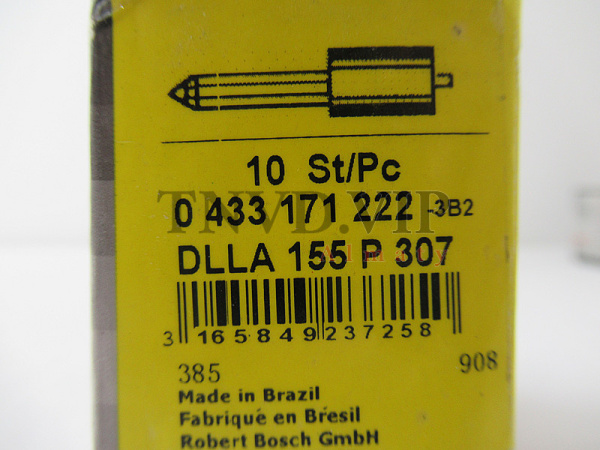 10 St/Pc
0 433 171 222 -3B2
TNVD.VIP
Almaty
DLLA 155 P 307
3 165849 237258
385
908
Made in Brazil
Fabriqué en Brésil
Robert Bosch GmbH